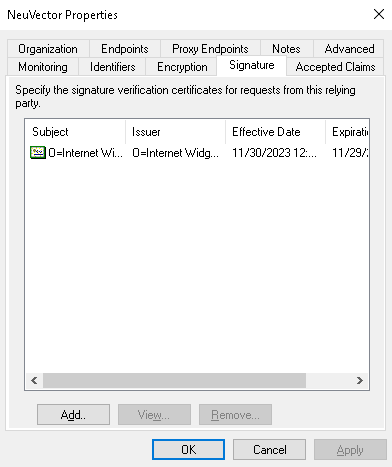 NeuVector Properties
Organization Endpoints Proxy Endpoints Notes Advanced
Monitoring Identifiers Encryption Signature Accepted Claims
Specify the signature verification certificates for requests from this relying
party.
Subject Issuer Effective Date Expiratio
O=Internet Wi... O=Internet Widg... 11/30/2023 12:... 11/29/
Add.. View... Remove...
OK Cancel Apply